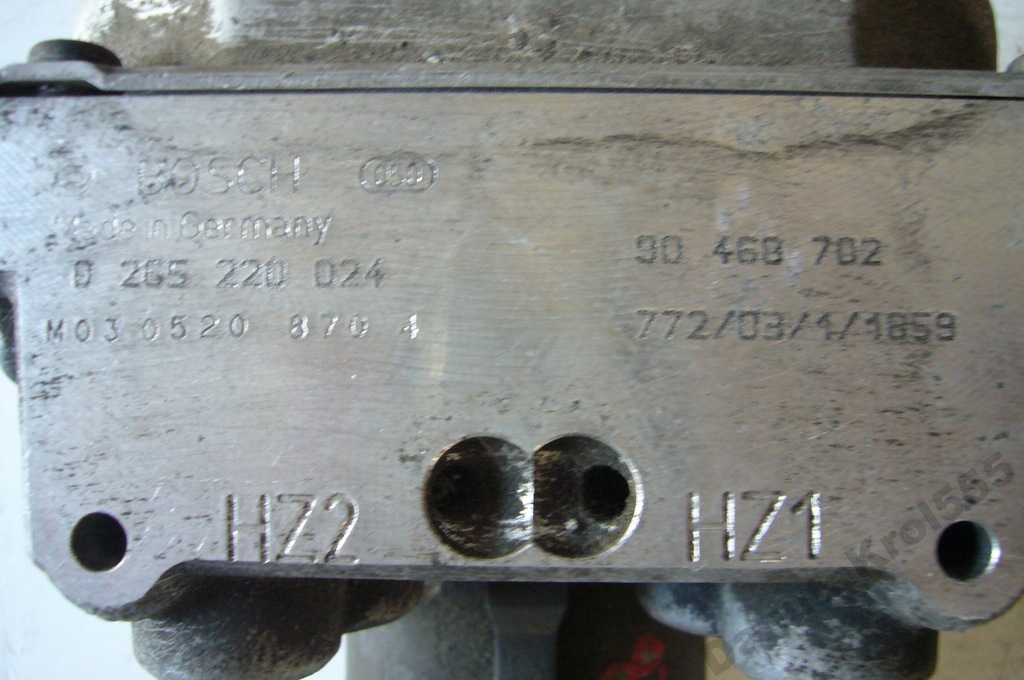 BOSCH
Made in Germany
0 265 220 024
M03 0520 870 4
90 468 702
772/03/1/1859
HZ2
HZ1
Krol555